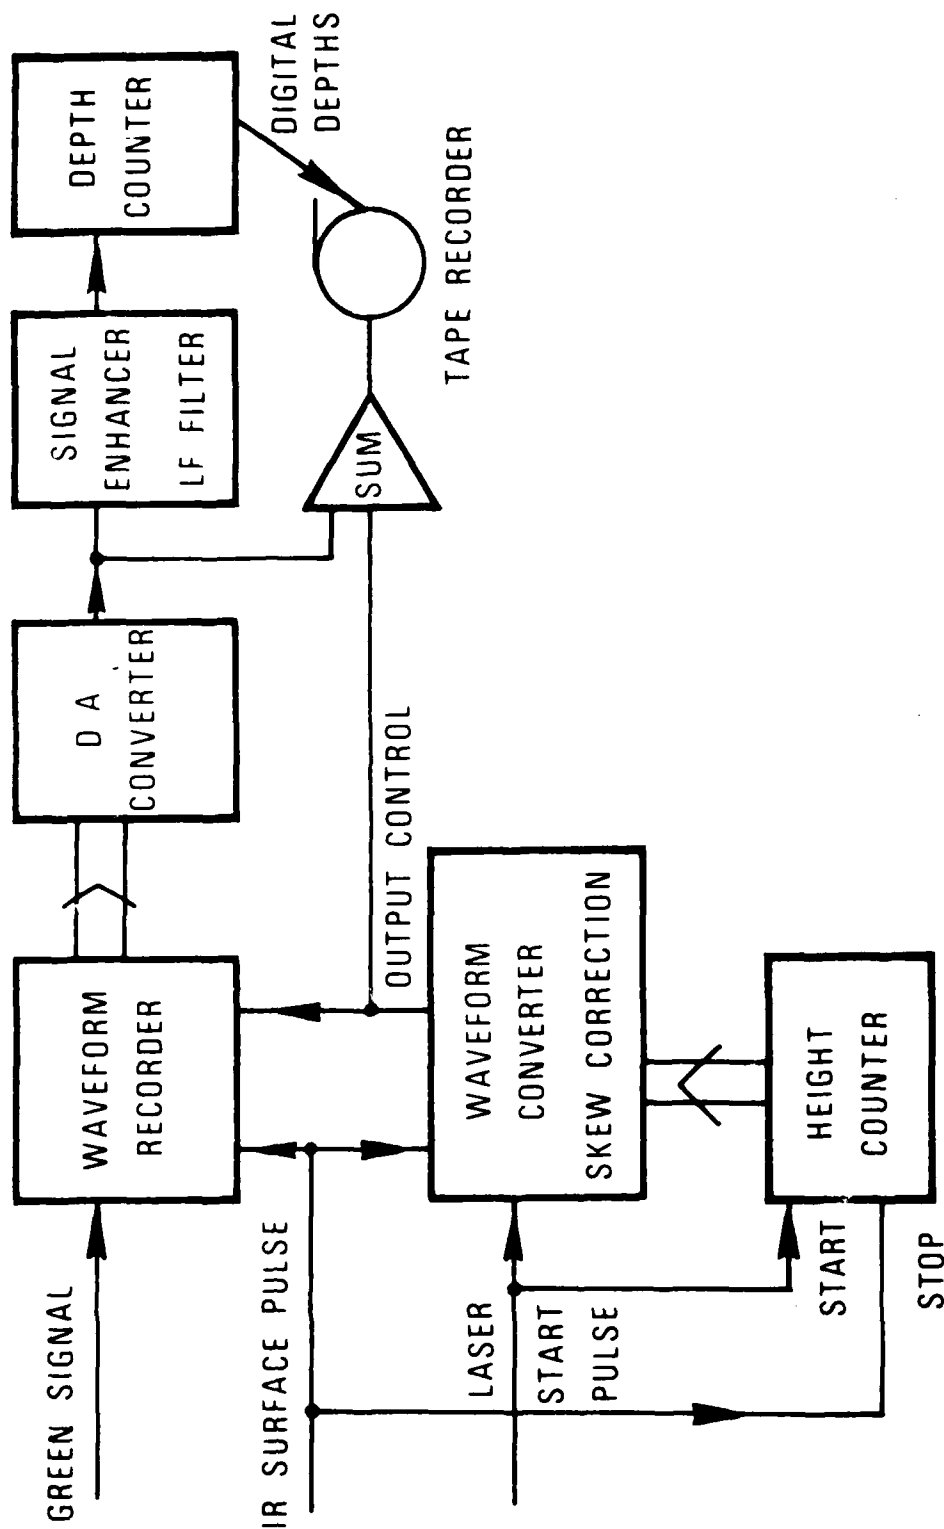 GREEN SIGNAL
WAVEFORM
RECORDER
D A
CONVERTER
SIGNAL
ENHANCER
LF FILTER
DEPTH
COUNTER
DIGITAL
DEPTHS
IR SURFACE PULSE
OUTPUT CONTROL
SUM
TAPE RECORDER
LASER
START
PULSE
WAVEFORM
CONVERTER
SKEW CORRECTION
START
STOP
HEIGHT
COUNTER